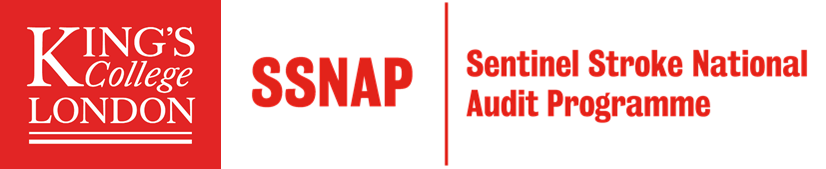 KING'S
College
LONDON
SSNAP
Sentinel Stroke National
Audit Programme